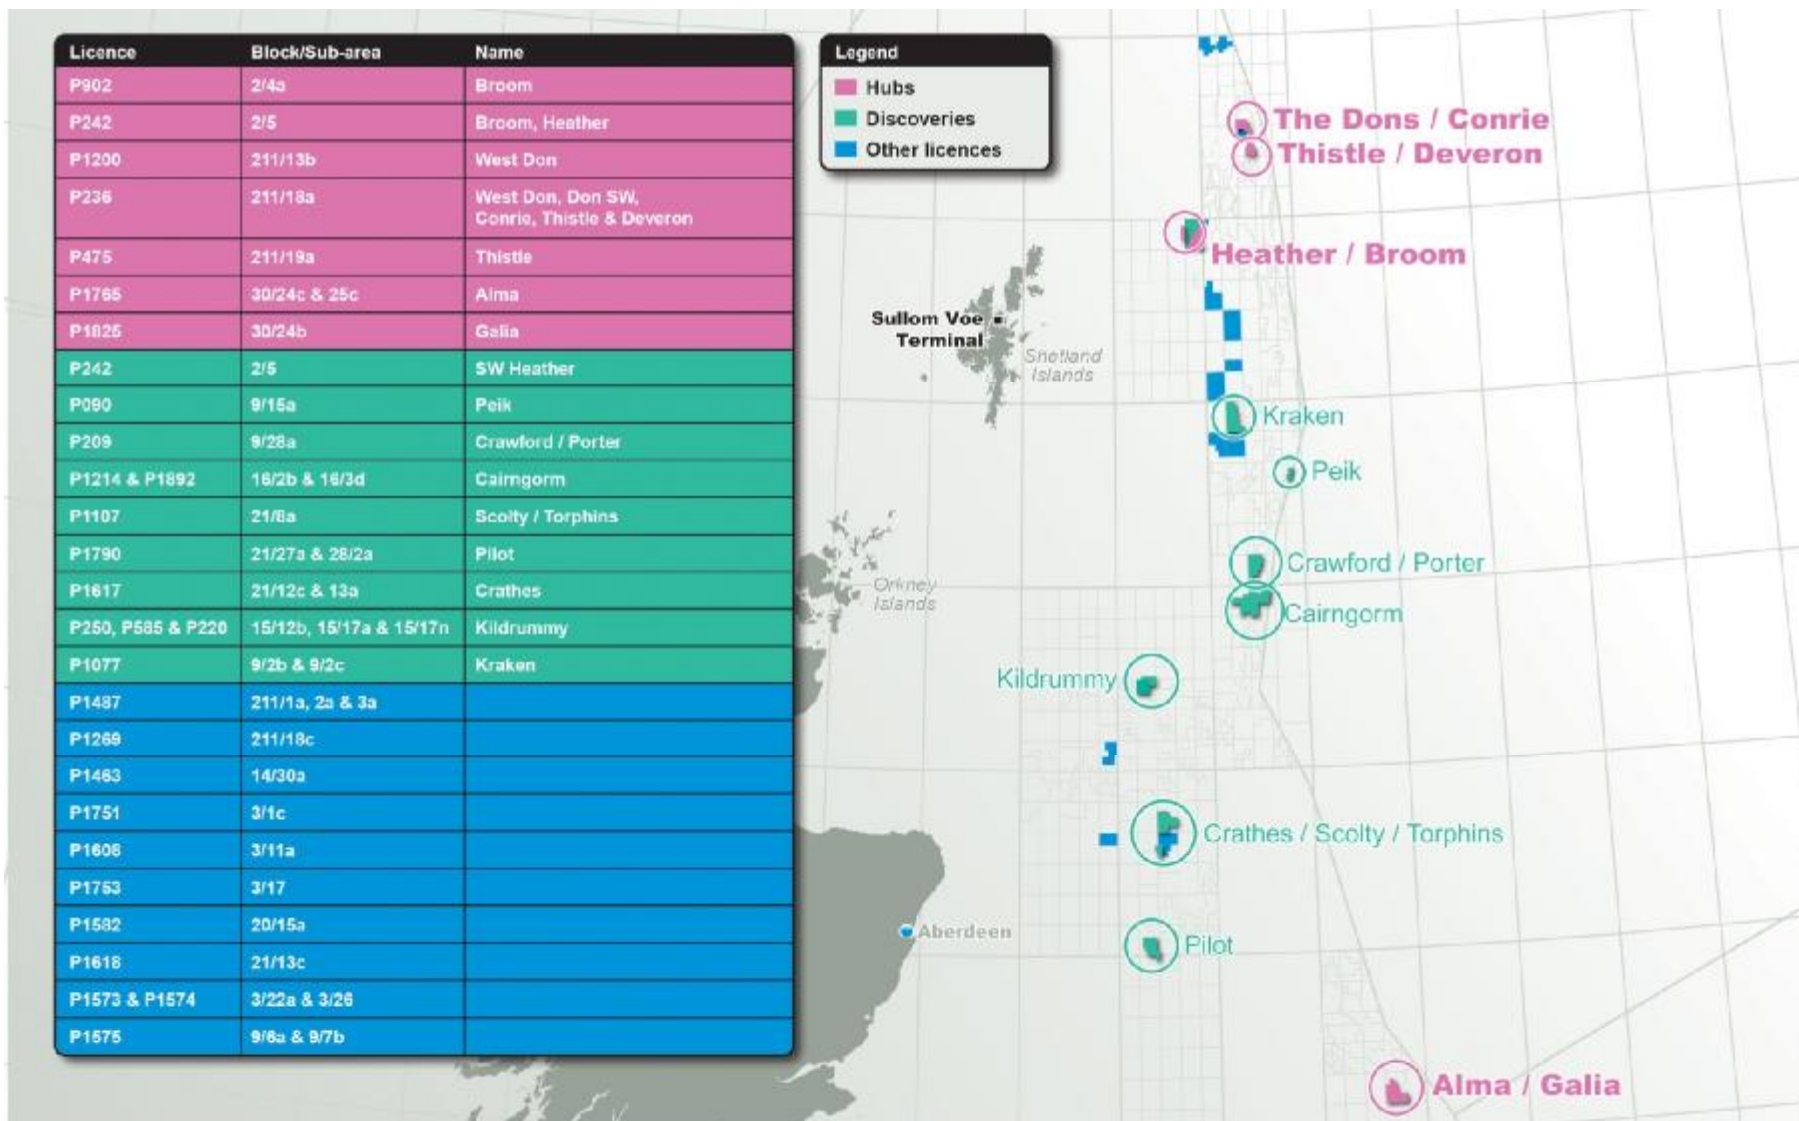 Licence Block/Sub-area Name
P902 2/4a Broom
P242 2/5 Broom, Heather
P1200 211/13b West Don
P236 211/18a West Don, Don SW,
Conrie, Thistle & Deveron
P475 211/19a Thistle
P1765 30/24c & 25c Alma
P1825 30/24b Galia
P242 2/5 SW Heather
P090 9/15a Peik
P209 9/28a Crawford / Porter
P1214 & P1892 16/2b & 16/3d Cairngorm
P1107 21/8a Scolty / Torphins
P1790 21/27a & 28/2a Pilot
P1617 21/12c & 13a Crathes
P250, P585 & P220 15/12b, 15/17a & 15/17n Kildrummy
P1077 9/2b & 9/2c Kraken
P1487 211/1a, 2a & 3a
P1269 211/18c
P1463 14/30a
P1751 3/1c
P1608 3/11a
P1753 3/17
P1582 20/15a
P1618 21/13c
P1573 & P1574 3/22a & 3/26
P1575 9/6a & 9/7b
Legend
Hubs
Discoveries
Other licences
The Dons / Conrie
Thistle / Deveron
Heather / Broom
Sullom Voe
Terminal
Shetland
Islands
Kraken
Peik
Crawford / Porter
Orkney
Islands
Cairngorm
Kildrummy
Crathes / Scolty / Torphins
Aberdeen
Pilot
Alma / Galia